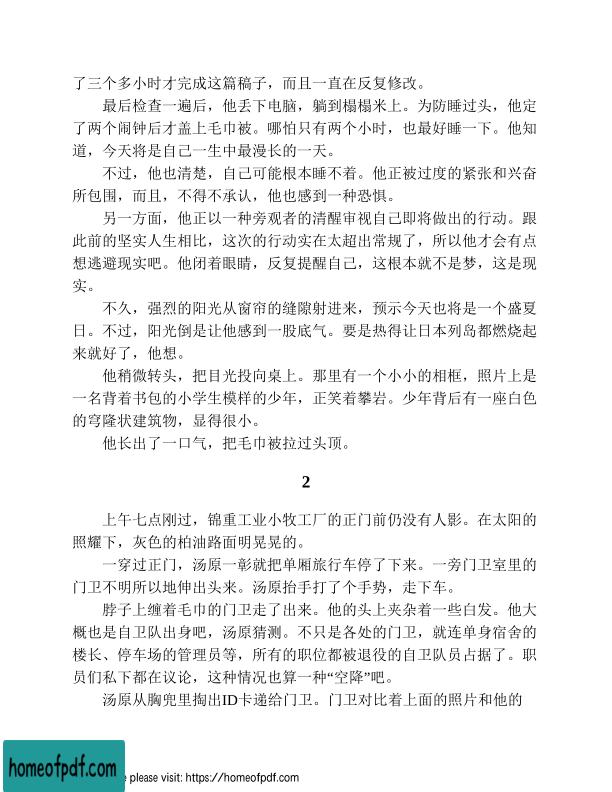 了三个多小时才完成这篇稿子，而且一直在反复修改。
最后检查一遍后，他丢下电脑，躺到榻榻米上。为防睡过头，他定
了两个闹钟后才盖上毛巾被。哪怕只有两个小时，也最好睡一下。他知
道，今天将是自己一生中最漫长的一天。
不过，他也清楚，自己可能根本睡不着。他正被过度的紧张和兴奋
所包围，而且，不得不承认，他也感到一种恐惧。
另一方面，他正以一种旁观者的清醒审视自己即将做出的行动。跟
此前的坚实人生相比，这次的行动实在太超出常规了，所以他才会有点
想逃避现实吧。他闭着眼睛，反复提醒自己，这根本就不是梦，这是现
实。
不久，强烈的阳光从窗帘的缝隙射进来，预示今天也将是一个盛夏
日。不过，阳光倒是让他感到一股底气。要是热得让日本列岛都燃烧起
来就好了，他想。
他稍微转头，把目光投向桌上。那里有一个小小的相框，照片上是
一名背着书包的小学生模样的少年，正笑着攀岩。少年背后有一座白色
的穹隆状建筑物，显得很小。
他长出了一口气，把毛巾被拉过头顶。
2
上午七点刚过，锦重工业小牧工厂的正门前仍没有人影。在太阳的
照耀下，灰色的柏油路面明晃晃的。
一穿过正门，汤原一彰就把单厢旅行车停了下来。一旁门卫室里的
门卫不明所以地伸出头来。汤原抬手打了个手势，走下车。
脖子上缠着毛巾的门卫走了出来。他的头上夹杂着一些白发。他大
概也是自卫队出身吧，汤原猜测。不只是各处的门卫，就连单身宿舍的
楼长、停车场的管理员等，所有的职位都被退役的自卫队员占据了。职
员们私下都在议论，这种情况也算一种“空降”吧。
汤原从胸兜里掏出ID卡递给门卫。门卫对比着上面的照片和他的
homeofpdf.com
e please visit: https://homeofpdf.com